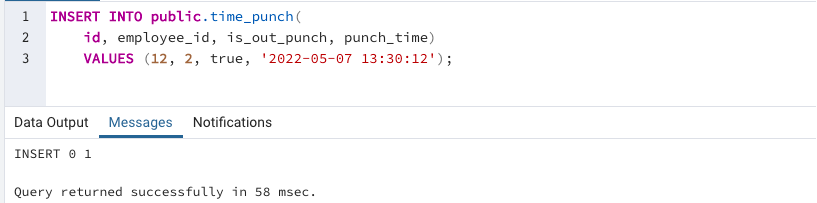 1 INSERT INTO public.time_punch(
2 id, employee_id, is_out_punch, punch_time)
3 VALUES (12, 2, true, '2022-05-07 13:30:12');
Data Output Messages Notifications
INSERT 0 1
Query returned successfully in 58 msec.